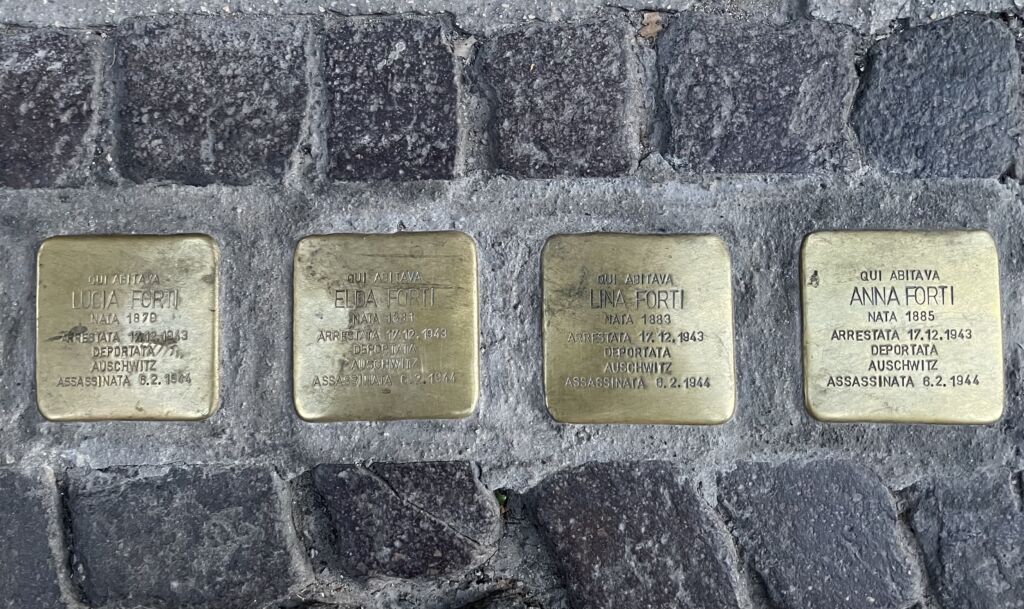 QUI ABITAVA
LUCIA FORTI
NATA 1879
ARRESTATA 17.12.1943
DEPORTATA
AUSCHWITZ
ASSASSINATA 6.2.1944
QUI ABITAVA
ELDA FORTI
NATA 1881
ARRESTATA 17.12.1943
DEPORTATA
AUSCHWITZ
ASSASSINATA 6.2.1944
QUI ABITAVA
LINA FORTI
NATA 1883
ARRESTATA 17.12.1943
DEPORTATA
AUSCHWITZ
ASSASSINATA 6.2.1944
QUI ABITAVA
ANNA FORTI
NATA 1885
ARRESTATA 17.12.1943
DEPORTATA
AUSCHWITZ
ASSASSINATA 6.2.1944